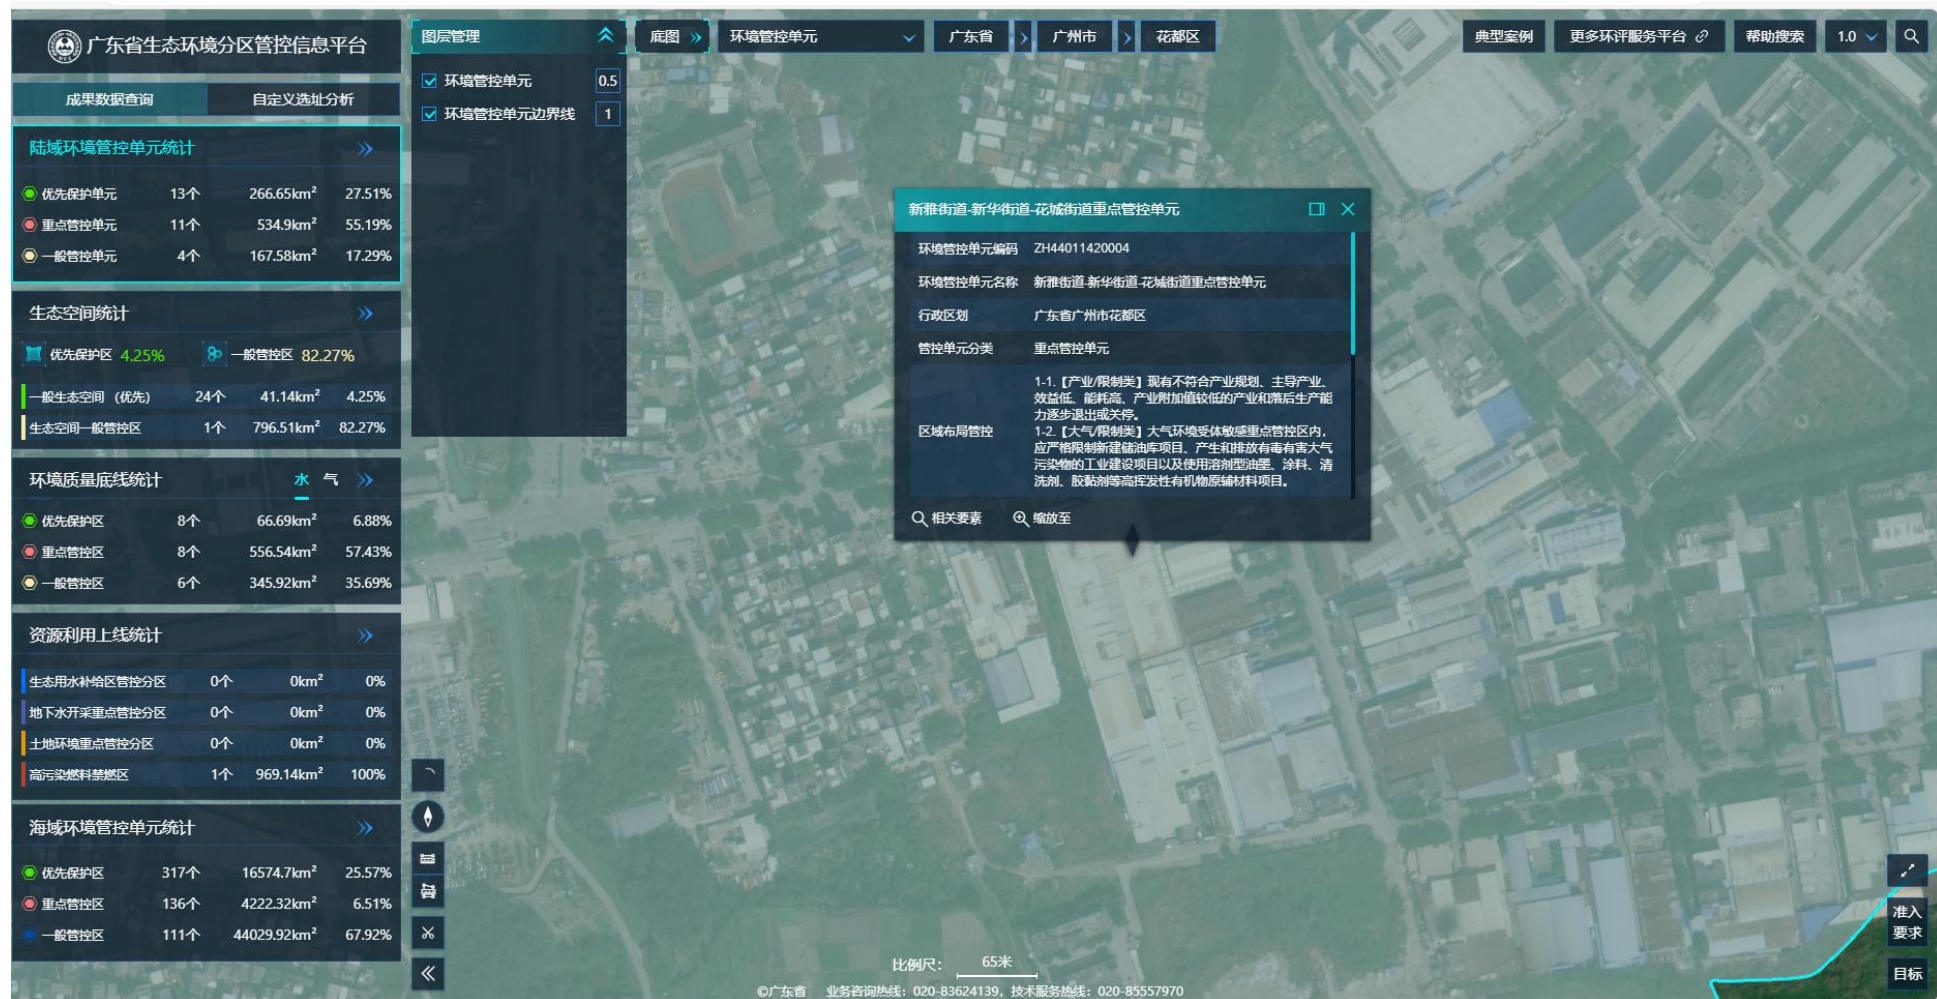 广东省生态环境分区管控信息平台
成果数据查询 自定义选址分析
陆域环境管控单元统计
优先保护单元 13个 266.65km² 27.51%
重点管控单元 11个 534.9km² 55.19%
一般管控单元 4个 167.58km² 17.29%
生态空间统计
优先保护区 4.25% 一般管控区 82.27%
一般生态空间（优先） 24个 41.14km² 4.25%
生态空间一般管控区 1个 796.51km² 82.27%
环境质量底线统计 水 气
优先保护区 8个 66.69km² 6.88%
重点管控区 8个 556.54km² 57.43%
一般管控区 6个 345.92km² 35.69%
资源利用上线统计
生态用水补给区管控分区 0个 0km² 0%
地下水开采重点管控分区 0个 0km² 0%
土地环境重点管控分区 0个 0km² 0%
高污染燃料禁燃区 1个 969.14km² 100%
海域环境管控单元统计
优先保护区 317个 16574.7km² 25.57%
重点管控区 136个 4222.32km² 6.51%
一般管控区 111个 44029.92km² 67.92%
图层管理
环境管控单元 0.5
环境管控单元边界线 1
底图 环境管控单元 广东省 广州市 花都区
典型案例 更多环评服务平台 帮助搜索 1.0
新雅街道-新华街道-花城街道重点管控单元
环境管控单元编码 ZH44011420004
环境管控单元名称 新雅街道-新华街道-花城街道重点管控单元
行政区划 广东省广州市花都区
管控单元分类 重点管控单元
区域布局管控
1-1.【产业/限制类】现有不符合产业规划、主导产业、
效益低、能耗高、产业附加值较低的产业和落后生产能
力逐步退出或关停。
1-2.【大气/限制类】大气环境受体敏感重点管控区内，
应严格限制新建储油库项目、产生和排放有毒有害大气
污染物的工业建设项目以及使用溶剂型油墨、涂料、清
洗剂、胶黏剂等高挥发性有机物原辅材料项目。
相关要素 缩放至
准入
要求
目标
比例尺： 65米
©广东省 业务咨询热线：020-83624139，技术服务热线：020-85557970